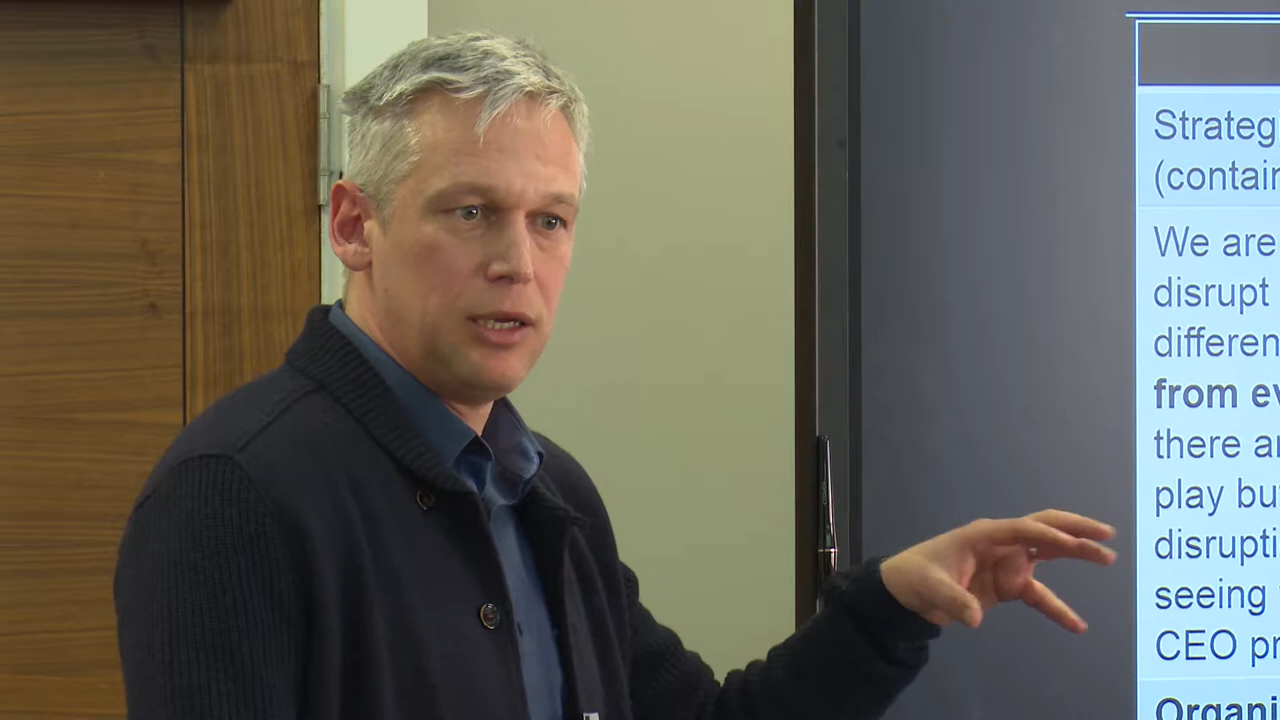 Strateg
(contain
We are
disrupt
differen
from ev
there ar
play bu
disrupti
seeing
CEO pr
Organi